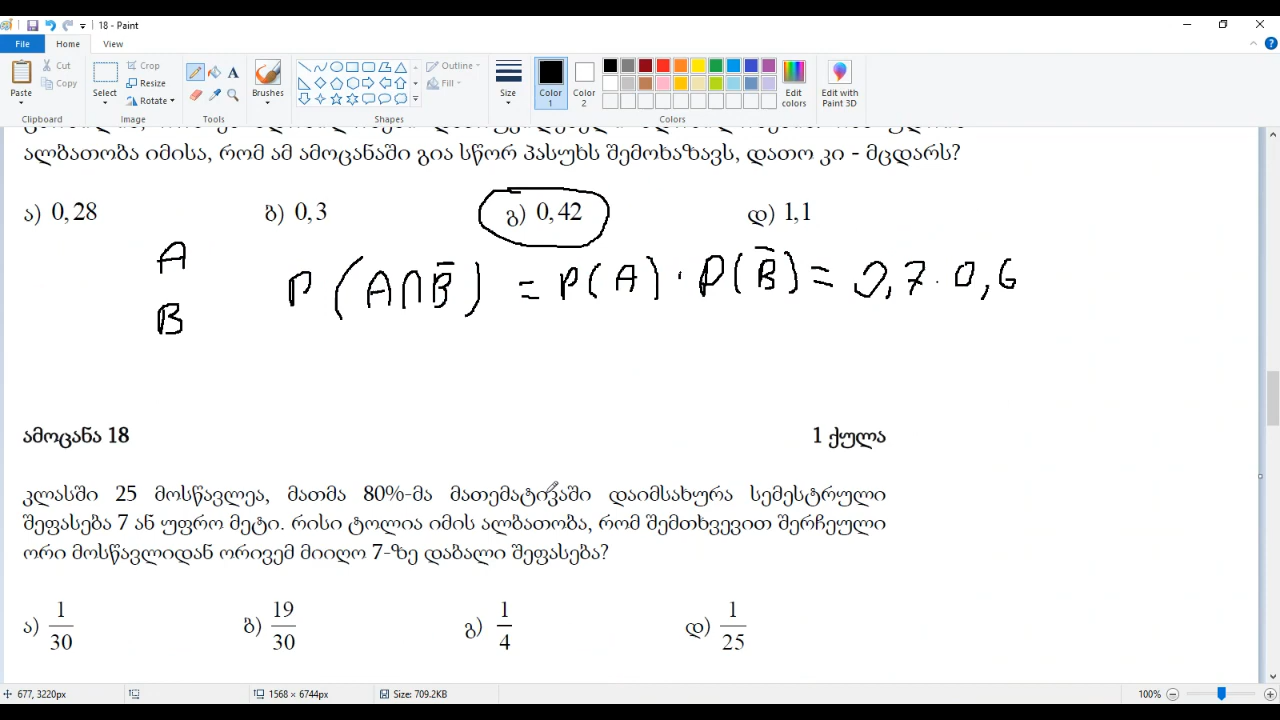 18 - Paint
File Home View
Paste Cut Copy Clipboard
Select Crop Resize Rotate Image
Tools
Brushes
Shapes Outline Fill
Size
Color 1 Color 2 Edit colors Colors
Edit with Paint 3D
ალბათობა იმისა, რომ ამ ამოცანაში გია სწორ პასუხს შემოხაზავს, დათო კი - მცდარს?
ა) 0,28 ბ) 0,3 გ) 0,42 დ) 1,1
A
P(A∩B̄) = P(A) · P(B̄) = 0,7 · 0,6
B
ამოცანა 18 1 ქულა
კლასში 25 მოსწავლეა, მათმა 80%-მა მათემატიკაში დაიმსახურა სემესტრული
შეფასება 7 ან უფრო მეტი. რისი ტოლია იმის ალბათობა, რომ შემთხვევით შერჩეული
ორი მოსწავლიდან ორივემ მიიღო 7-ზე დაბალი შეფასება?
ა) 1/30 ბ) 19/30 გ) 1/4 დ) 1/25
677, 3220px 1568 × 6744px Size: 709.2KB 100%